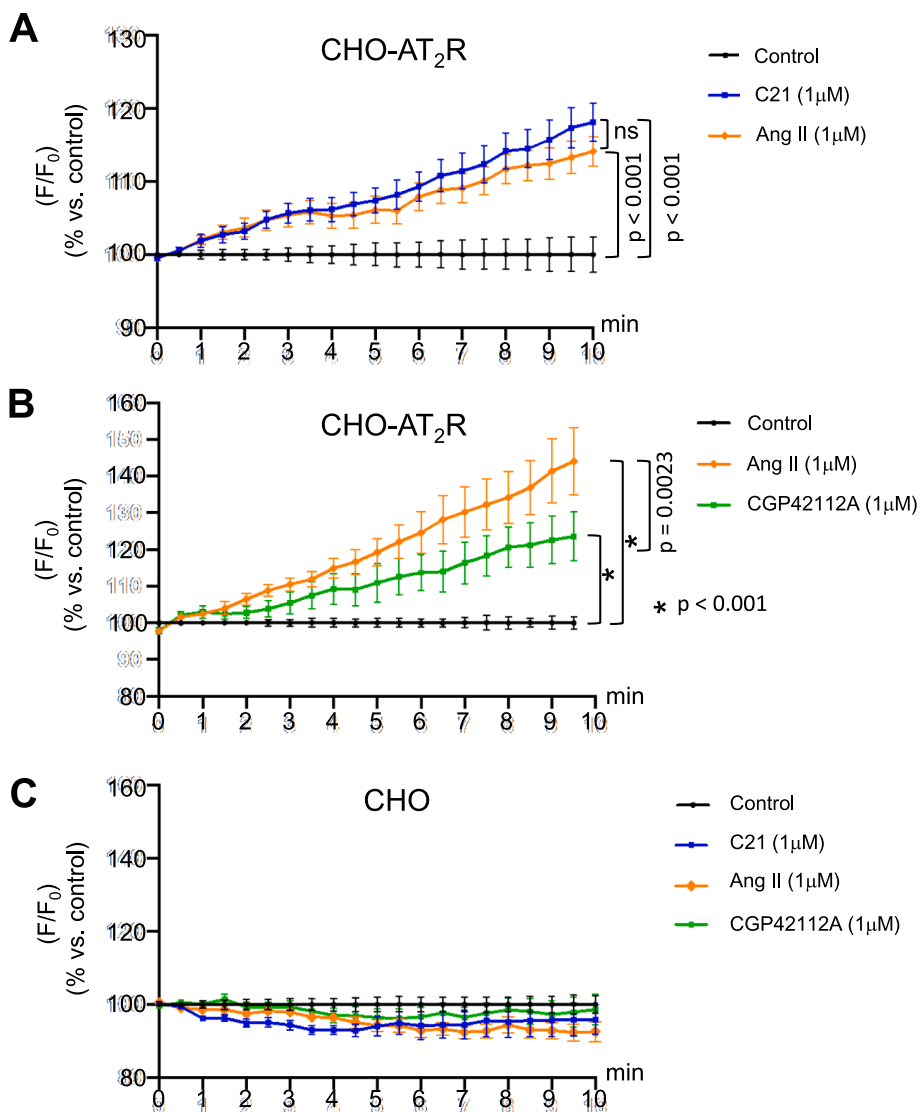 A
CHO-AT₂R
(F/F₀)
(% vs. control)
130
120
110
100
90
0 1 2 3 4 5 6 7 8 9 10
min
Control
C21 (1μM)
Ang II (1μM)
ns
p < 0.001
p < 0.001
B
CHO-AT₂R
(F/F₀)
(% vs. control)
160
150
140
130
120
110
100
90
80
0 1 2 3 4 5 6 7 8 9 10
min
Control
Ang II (1μM)
CGP42112A (1μM)
*
*
p = 0.0023
* p < 0.001
C
CHO
(F/F₀)
(% vs. control)
160
140
120
100
80
0 1 2 3 4 5 6 7 8 9 10
min
Control
C21 (1μM)
Ang II (1μM)
CGP42112A (1μM)